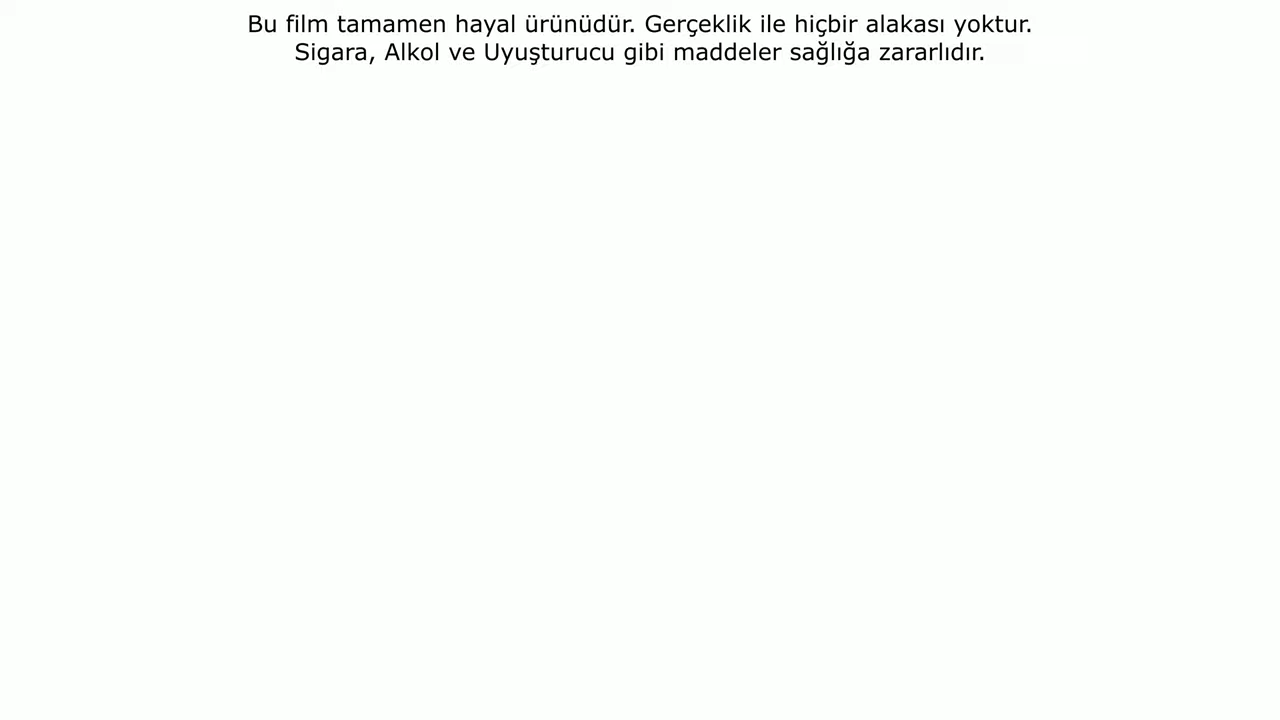 Bu film tamamen hayal ürünüdür. Gerçeklik ile hiçbir alakası yoktur.
Sigara, Alkol ve Uyuşturucu gibi maddeler sağlığa zararlıdır.